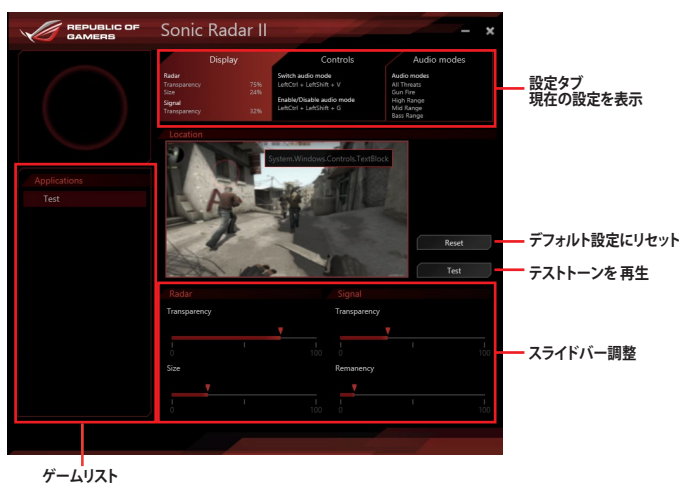 REPUBLIC OF
GAMERS
Sonic Radar II
Display
Controls
Audio modes
Radar
Transparency 75%
Size 24%
Signal
Transparency 32%
Switch audio mode
LeftCtrl + LeftShift + V
Enable/Disable audio mode
LeftCtrl + LeftShift + G
Audio modes
All Threats
Gun Fire
High Range
Mid Range
Bass Range
設定タブ
現在の設定を表示
Location
System.Windows.Controls.TextBlock
Applications
Test
Reset
デフォルト設定にリセット
Test
テストトーンを 再生
Radar
Signal
Transparency
Transparency
0 100
0 100
スライドバー調整
Size
Remanency
0 100
0 100
ゲームリスト